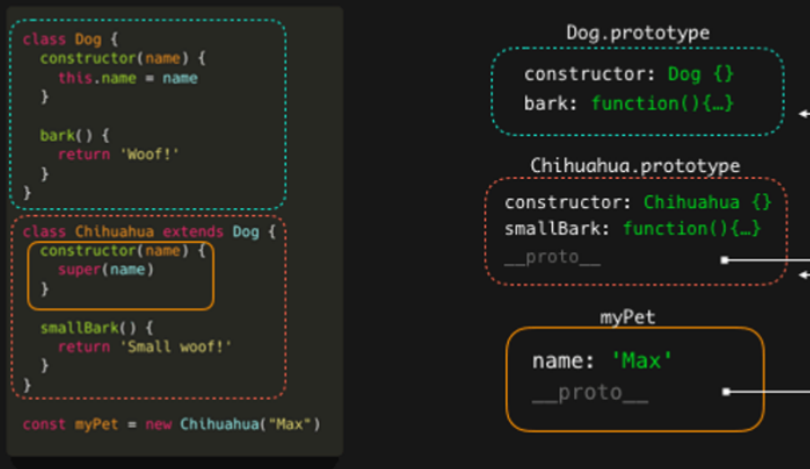 class Dog {
constructor(name) {
this.name = name
}
bark() {
return 'Woof!'
}
}
class Chihuahua extends Dog {
constructor(name) {
super(name)
}
smallBark() {
return 'Small woof!'
}
}
const myPet = new Chihuahua("Max")
Dog.prototype
constructor: Dog {}
bark: function(){…}
Chihuahua.prototype
constructor: Chihuahua {}
smallBark: function(){…}
__proto__
myPet
name: 'Max'
__proto__